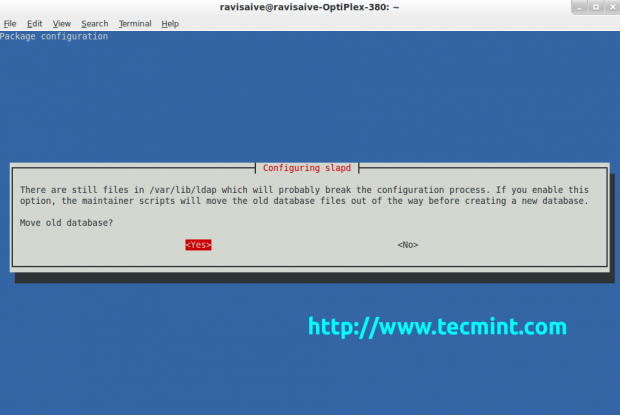 ravisaive@ravisaive-OptiPlex-380: ~
File Edit View Search Terminal Help
Package configuration
Configuring slapd
There are still files in /var/lib/ldap which will probably break the configuration process. If you enable this
option, the maintainer scripts will move the old database files out of the way before creating a new database.
Move old database?
<Yes> <No>
http://www.tecmint.com